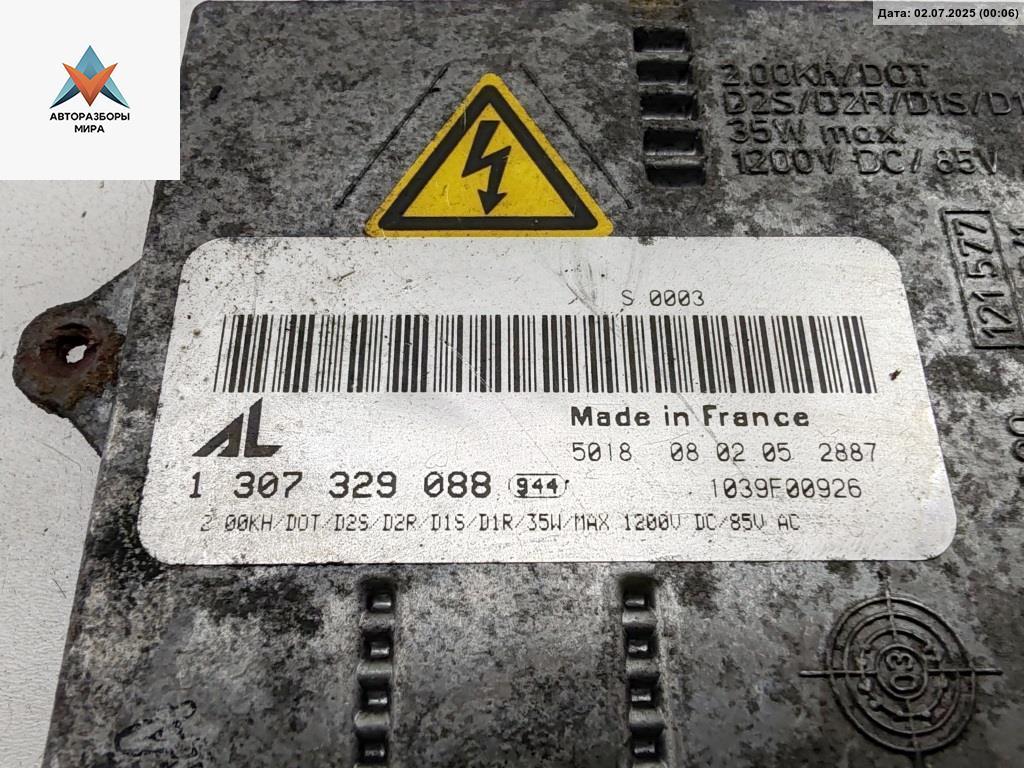 Дата: 02.07.2025 (00:06)
АВТОРАЗБОРЫ
МИРА
2.00KH/DOT
D2S/D2R/D1S/D1
35W max.
1200V DC/85V
121577
S 0003
AL
Made in France
5018 08 02 05 2887
1 307 329 088 944
1039F00926
2 00KH/DOT/D2S/D2R/D1S/D1R/35W/MAX 1200V DC/85V AC
03